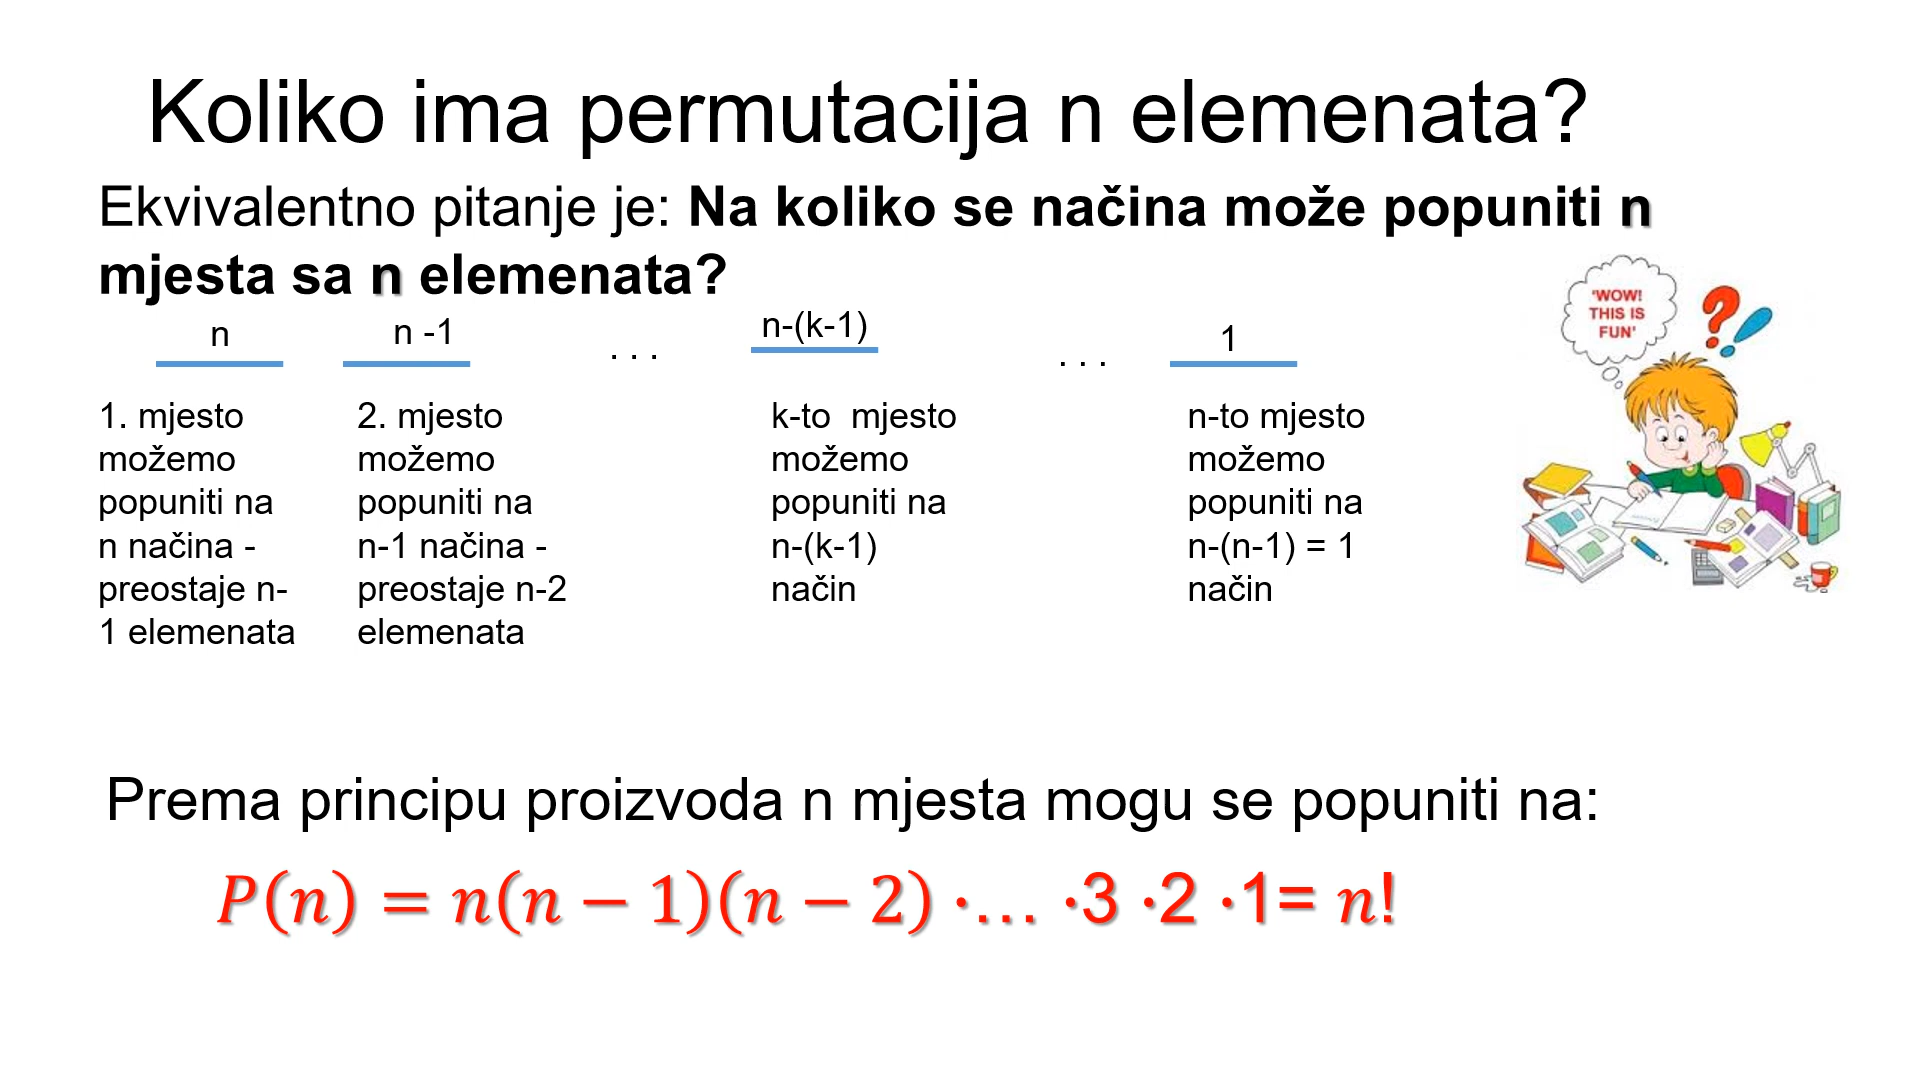 Koliko ima permutacija n elemenata?
Ekvivalentno pitanje je: Na koliko se načina može popuniti n
mjesta sa n elemenata?
n
n -1
. . .
n-(k-1)
. . .
1
'WOW!
THIS IS
FUN'
1. mjesto
možemo
popuniti na
n načina -
preostaje n-
1 elemenata
2. mjesto
možemo
popuniti na
n-1 načina -
preostaje n-2
elemenata
k-to  mjesto
možemo
popuniti na
n-(k-1)
način
n-to mjesto
možemo
popuniti na
n-(n-1) = 1
način
Prema principu proizvoda n mjesta mogu se popuniti na:
P(n) = n(n − 1)(n − 2) ·… ·3 ·2 ·1= n!